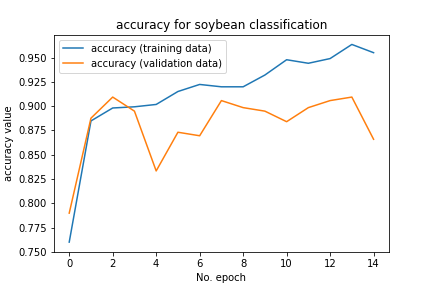 accuracy for soybean classification
accuracy (training data)
accuracy (validation data)
accuracy value
0.950
0.925
0.900
0.875
0.850
0.825
0.800
0.775
0.750
0 2 4 6 8 10 12 14
No. epoch